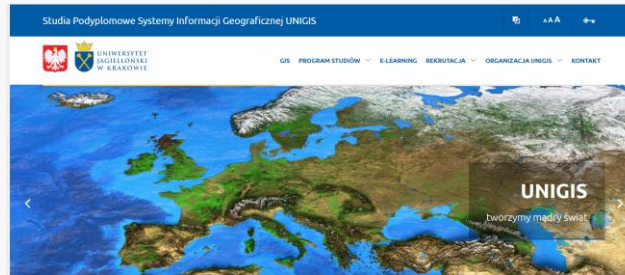 Studia Podyplomowe Systemy Informacji Geograficznej UNIGIS
A A A
UNIWERSYTET
JAGIELLOŃSKI
W KRAKOWIE
GIS PROGRAM STUDIÓW E-LEARNING REKRUTACJA ORGANIZACJA UNIGIS KONTAKT
UNIGIS
tworzymy mądry świat